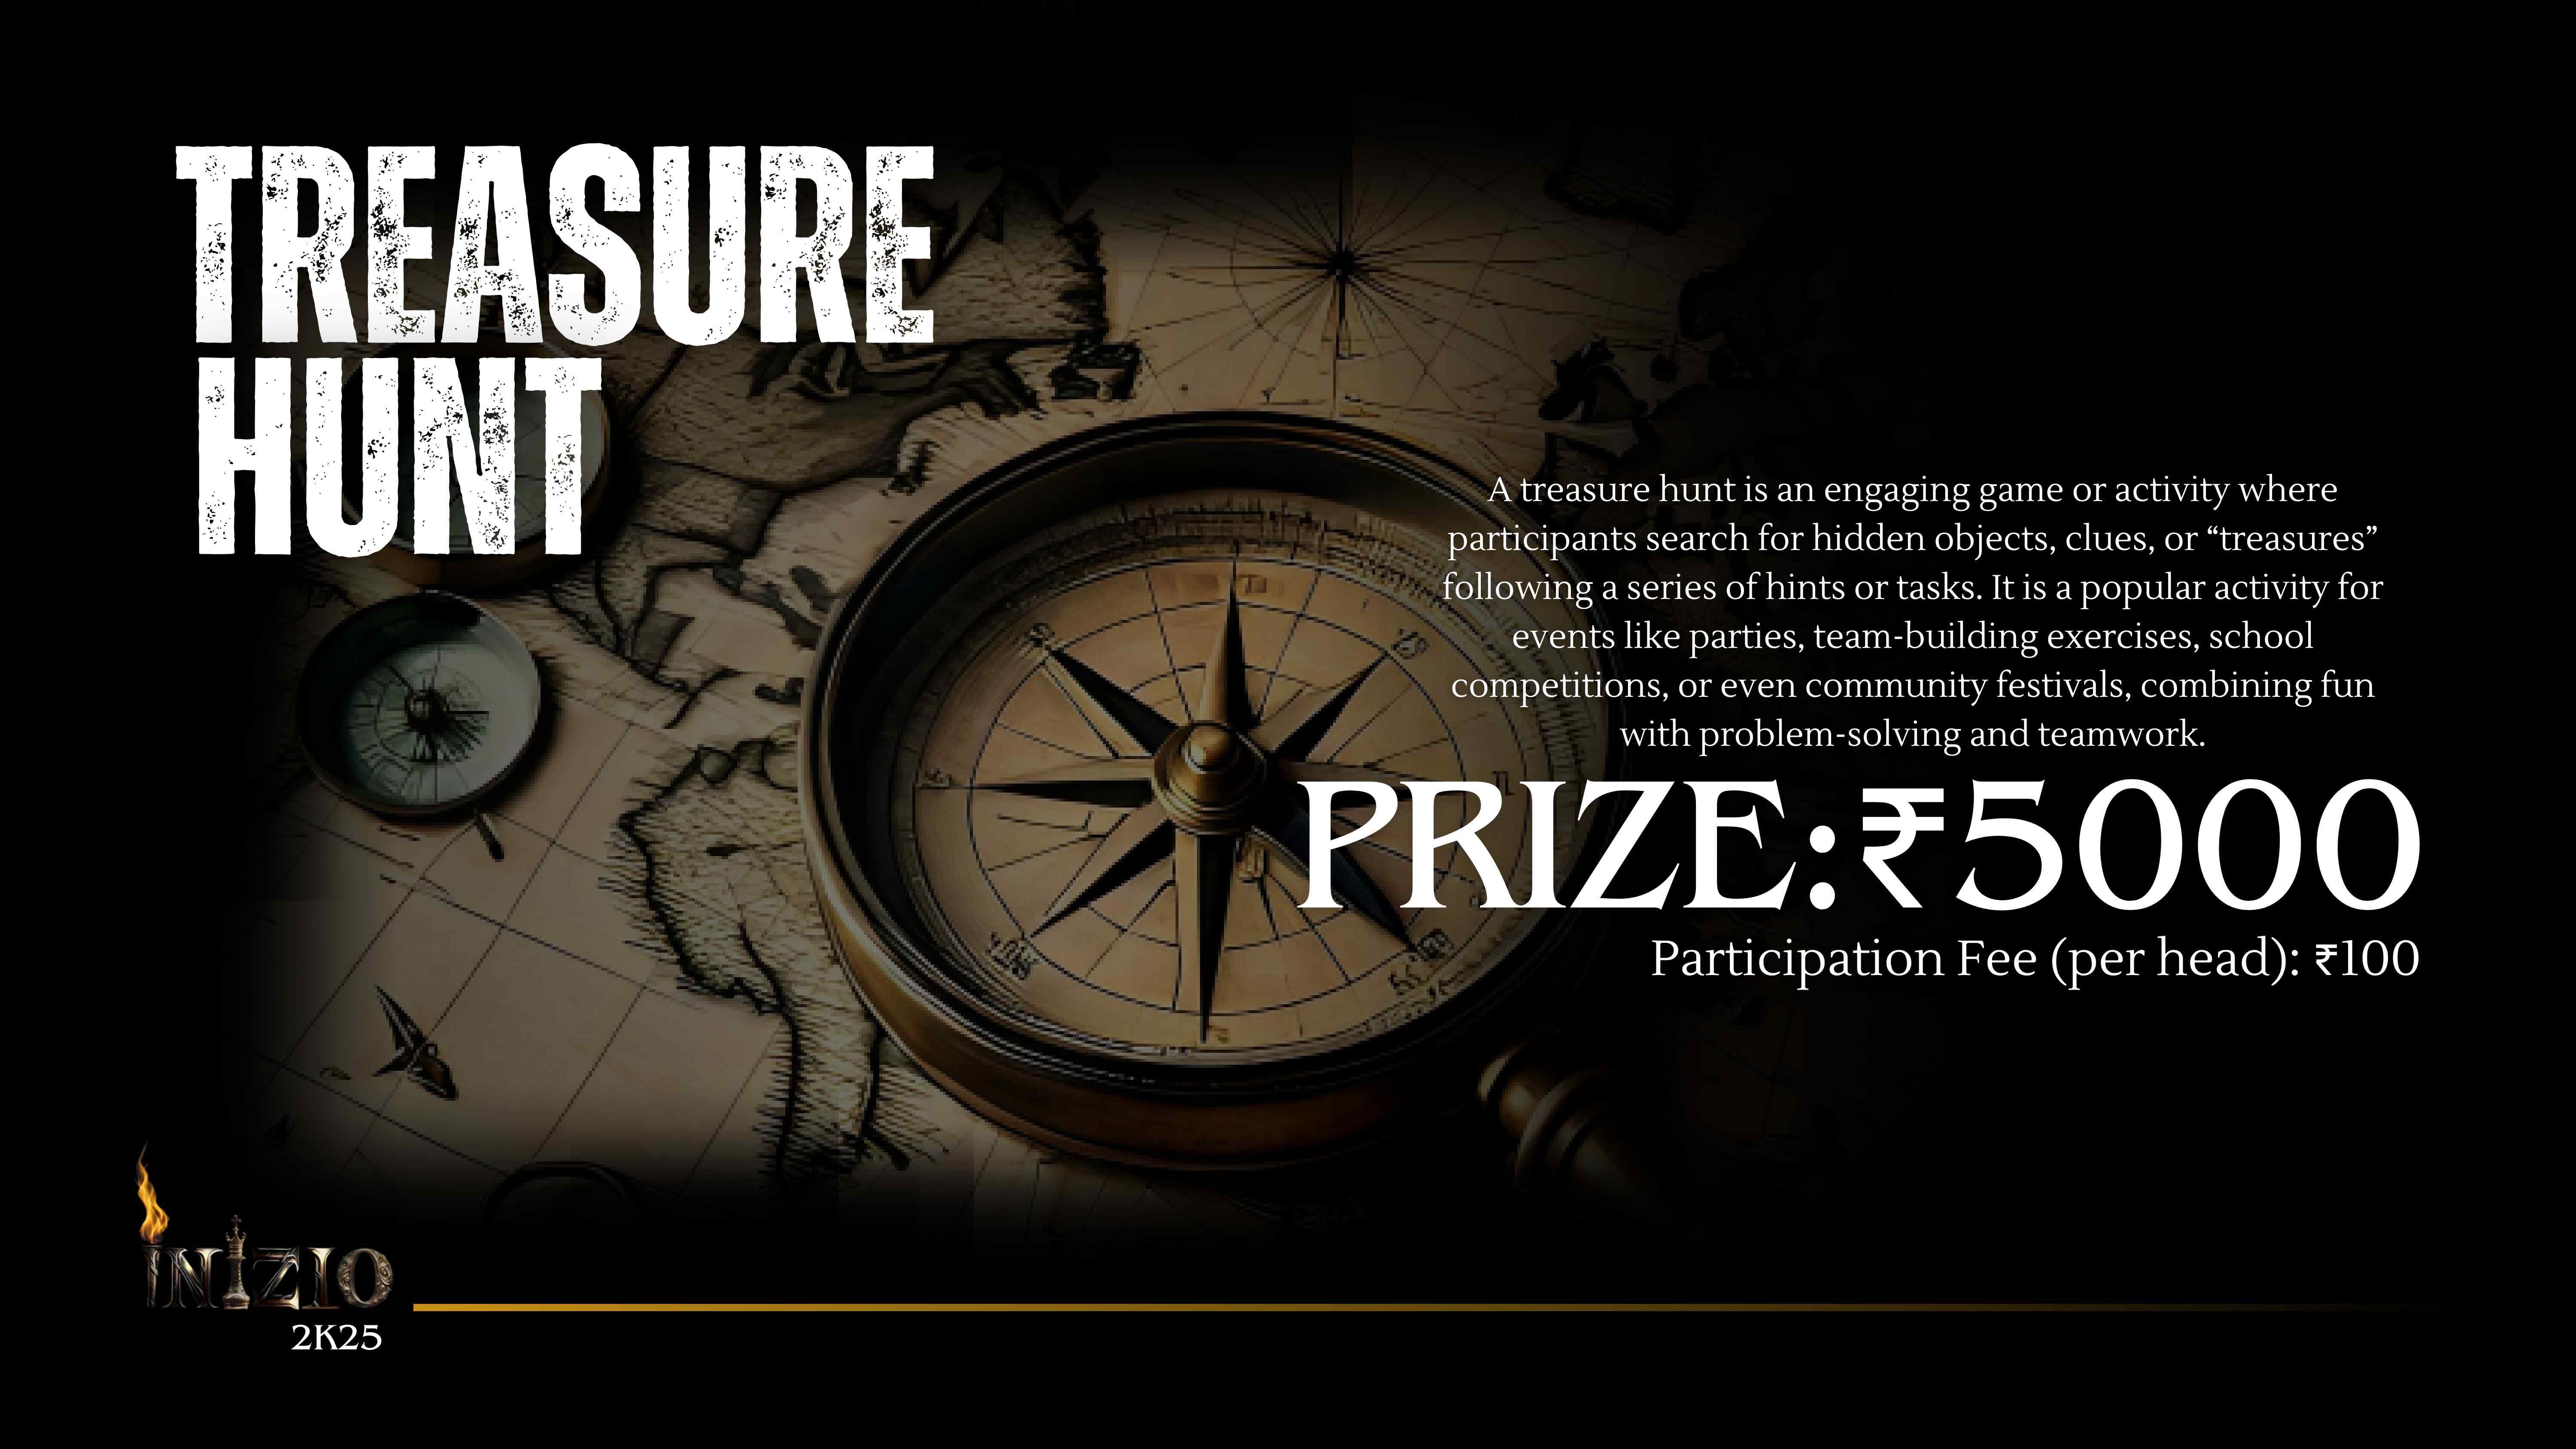 TREASURE
HUNT
A treasure hunt is an engaging game or activity where
participants search for hidden objects, clues, or “treasures”
following a series of hints or tasks. It is a popular activity for
events like parties, team-building exercises, school
competitions, or even community festivals, combining fun
with problem-solving and teamwork.
PRIZE:₹5000
Participation Fee (per head): ₹100
INIZIO
2K25